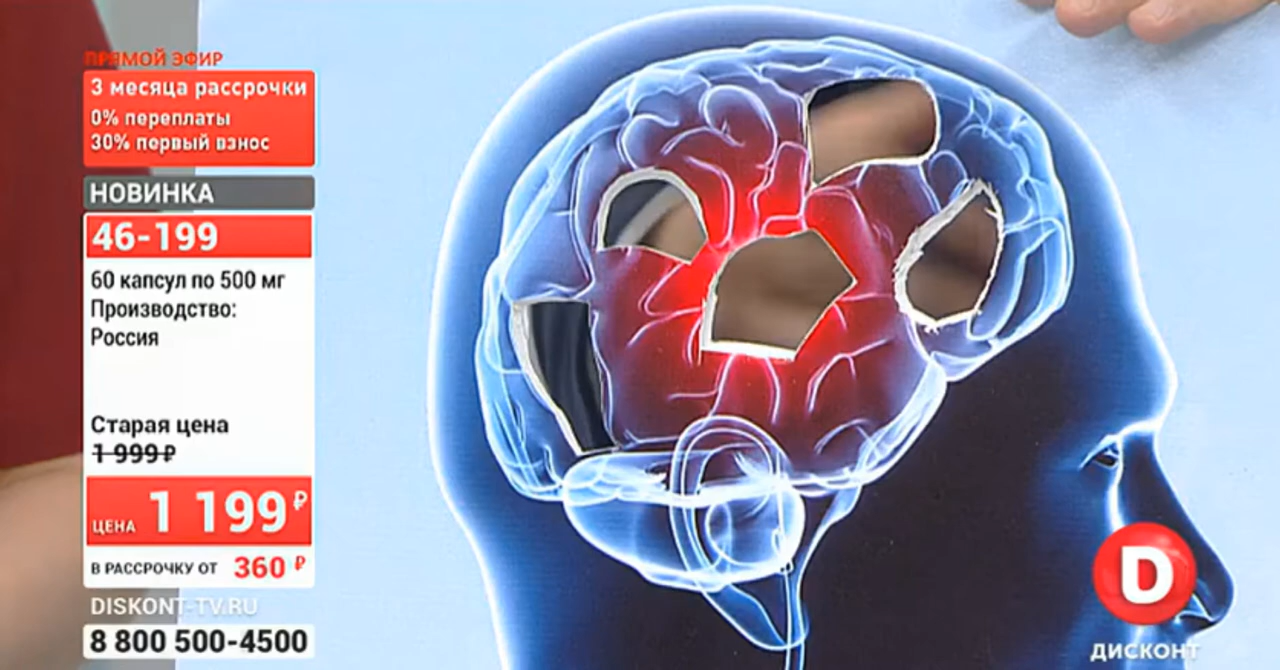 ПРЯМОЙ ЭФИР
3 месяца рассрочки
0% переплаты
30% первый взнос
НОВИНКА
46-199
60 капсул по 500 мг
Производство:
Россия
Старая цена
1 999 ₽
ЦЕНА 1 199 ₽
В РАССРОЧКУ ОТ 360 ₽
DISKONT-TV.RU
8 800 500-4500
D
ДИСКОНТ